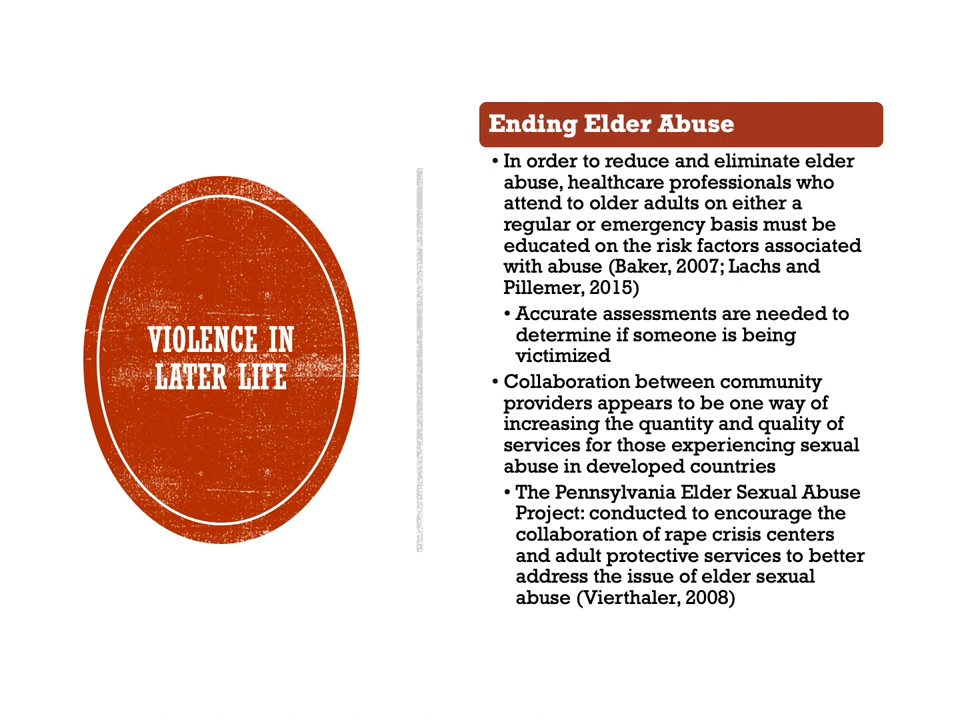 VIOLENCE IN
LATER LIFE
Ending Elder Abuse
• In order to reduce and eliminate elder
abuse, healthcare professionals who
attend to older adults on either a
regular or emergency basis must be
educated on the risk factors associated
with abuse (Baker, 2007; Lachs and
Pillemer, 2015)
• Accurate assessments are needed to
determine if someone is being
victimized
• Collaboration between community
providers appears to be one way of
increasing the quantity and quality of
services for those experiencing sexual
abuse in developed countries
• The Pennsylvania Elder Sexual Abuse
Project: conducted to encourage the
collaboration of rape crisis centers
and adult protective services to better
address the issue of elder sexual
abuse (Vierthaler, 2008)